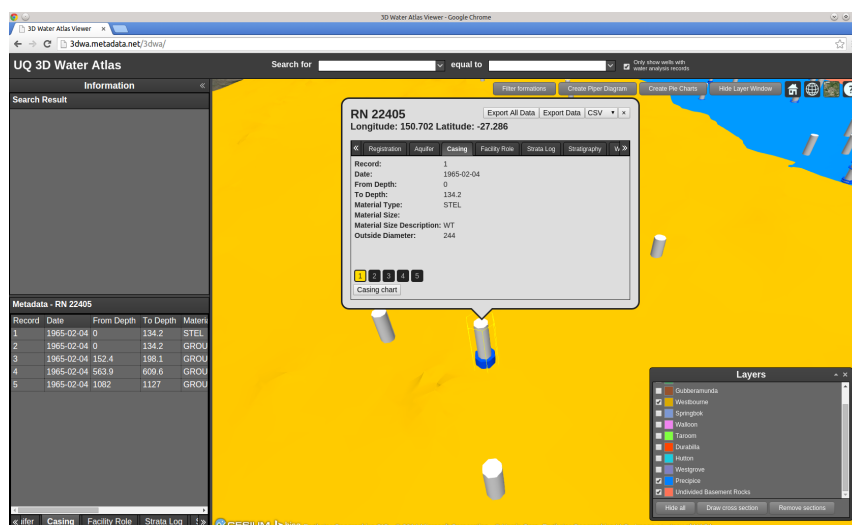 3D Water Atlas Viewer - Google Chrome
3D Water Atlas Viewer ×
3dwa.metadata.net/3dwa/
UQ 3D Water Atlas
Search for equal to Only show wells with water analysis records
Information «
Search Result
Filter formations Create Piper Diagram Create Pie Charts Hide Layer Window
RN 22405 Export All Data Export Data CSV ×
Longitude: 150.702 Latitude: -27.286
« Registration Aquifer Casing Facility Role Strata Log Stratigraphy »
Record: 1
Date: 1965-02-04
From Depth: 0
To Depth: 134.2
Material Type: STEL
Material Size:
Material Size Description: WT
Outside Diameter: 244
1 2 3 4 5
Casing chart
Metadata - RN 22405
Record Date From Depth To Depth Materia
1 1965-02-04 0 134.2 STEL
2 1965-02-04 0 134.2 GROU
3 1965-02-04 152.4 198.1 GROU
4 1965-02-04 563.9 609.6 GROU
5 1965-02-04 1082 1127 GROU
Layers
Gubberamunda
Westbourne
Springbok
Walloon
Taroom
Durabilla
Hutton
Westgrove
Precipice
Undivided Basement Rocks
Hide all Draw cross section Remove sections
« ifer Casing Facility Role Strata Log »
CESIUM